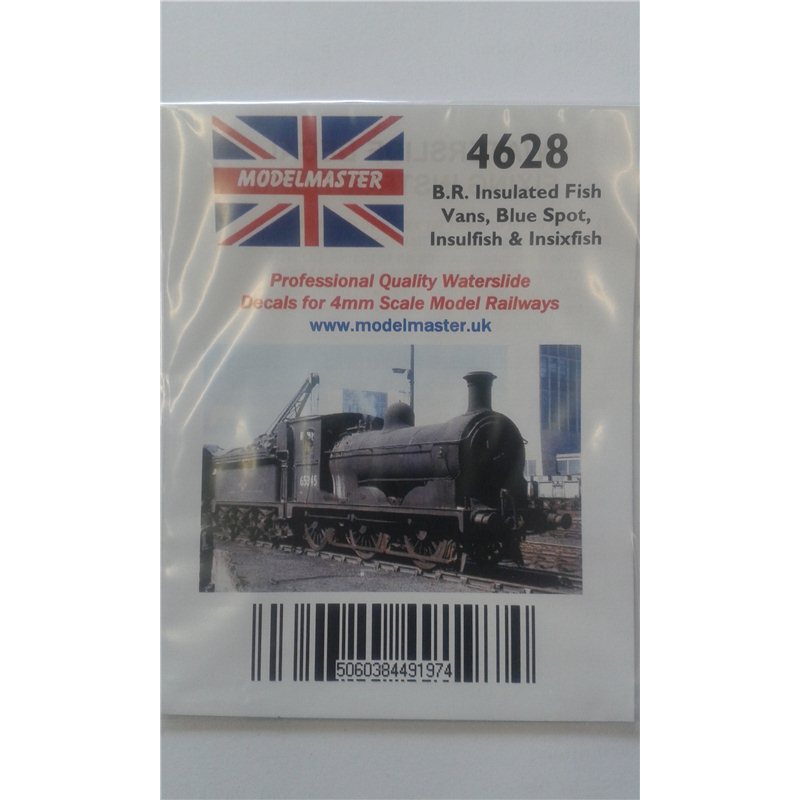 MODELMASTER
4628
B.R. Insulated Fish
Vans, Blue Spot,
Insulfish & Insixfish
Professional Quality Waterslide
Decals for 4mm Scale Model Railways
www.modelmaster.uk
65345
5060384491974